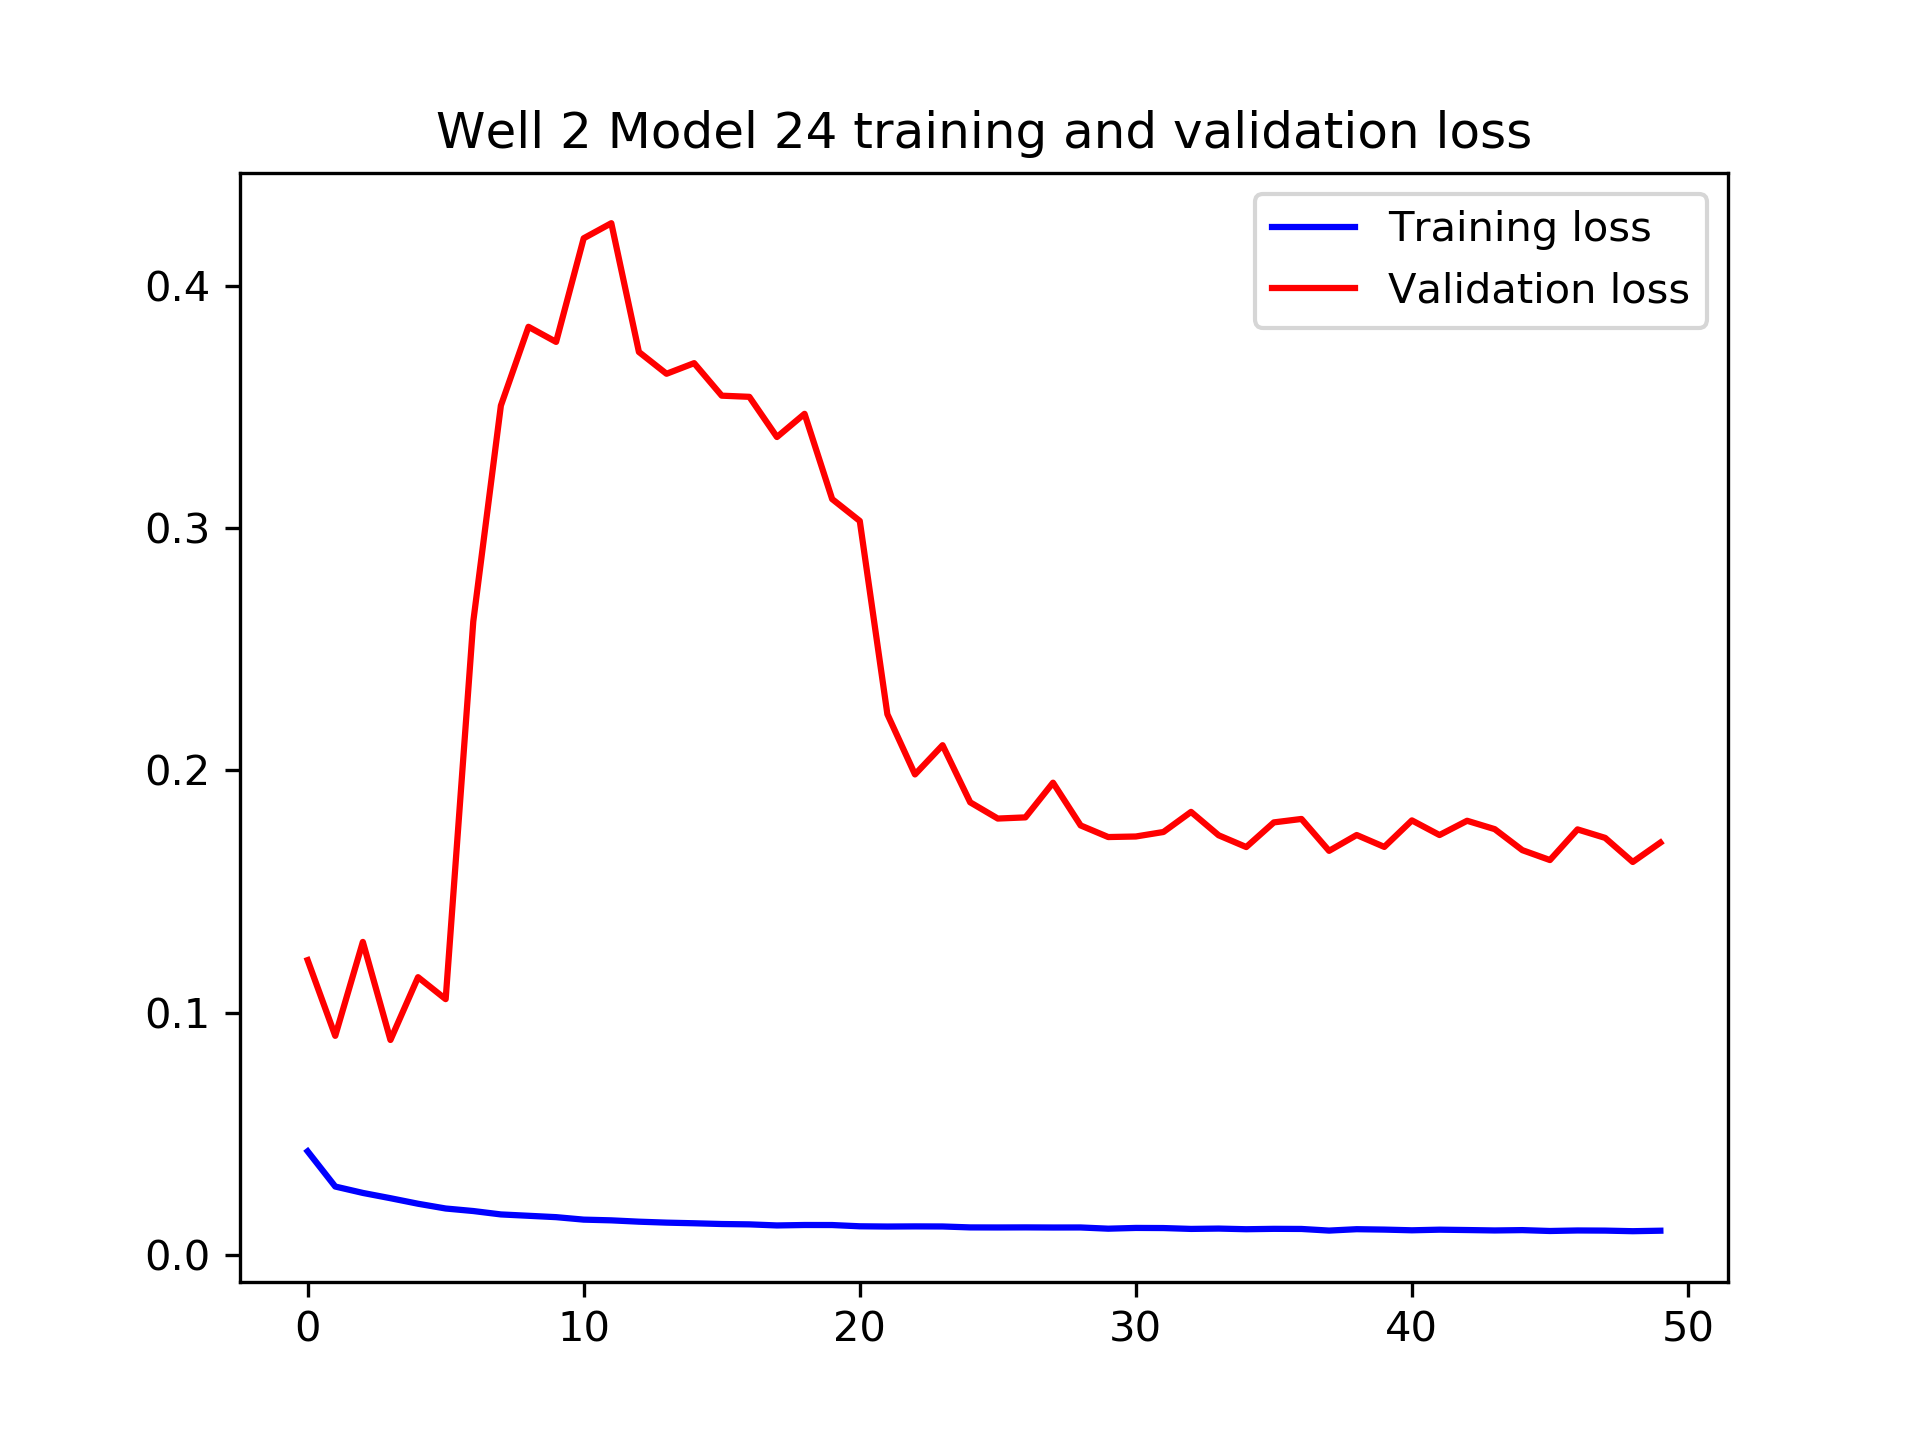 Well 2 Model 24 training and validation loss
Training loss
Validation loss
0.4
0.3
0.2
0.1
0.0
0 10 20 30 40 50